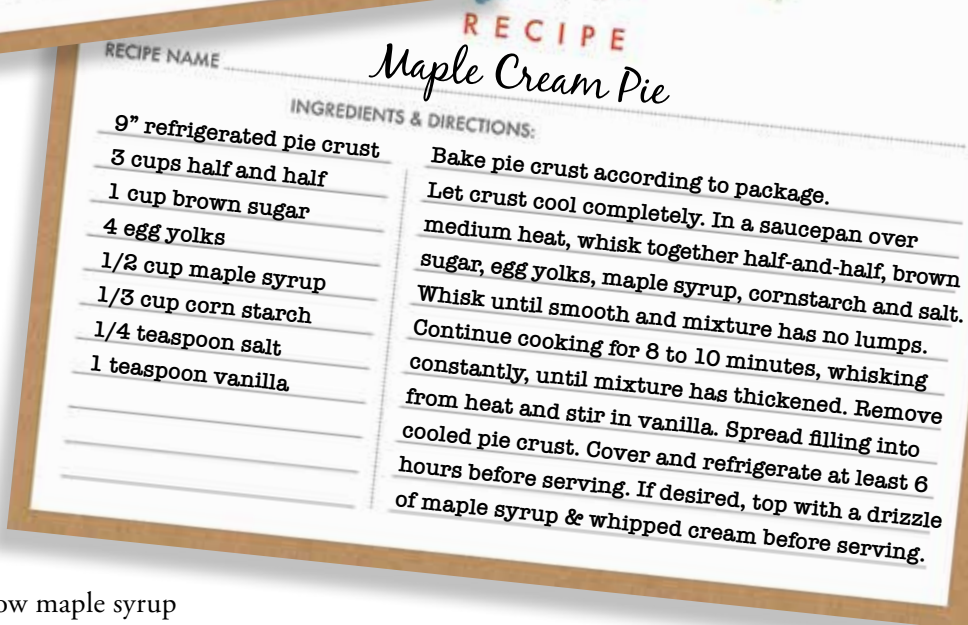 RECIPE
RECIPE NAME Maple Cream Pie
INGREDIENTS & DIRECTIONS:
9” refrigerated pie crust
3 cups half and half
1 cup brown sugar
4 egg yolks
1/2 cup maple syrup
1/3 cup corn starch
1/4 teaspoon salt
1 teaspoon vanilla
Bake pie crust according to package.
Let crust cool completely. In a saucepan over
medium heat, whisk together half-and-half, brown
sugar, egg yolks, maple syrup, cornstarch and salt.
Whisk until smooth and mixture has no lumps.
Continue cooking for 8 to 10 minutes, whisking
constantly, until mixture has thickened. Remove
from heat and stir in vanilla. Spread filling into
cooled pie crust. Cover and refrigerate at least 6
hours before serving. If desired, top with a drizzle
of maple syrup & whipped cream before serving.
maple syrup